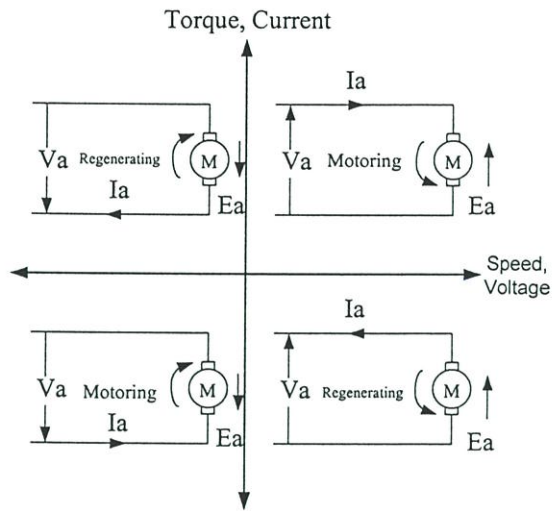 Torque, Current
Va
Regenerating
M
Ia
Ea
Ia
Va
Motoring
M
Ea
Speed,
Voltage
Va
Motoring
M
Ia
Ea
Ia
Va
Regenerating
M
Ea